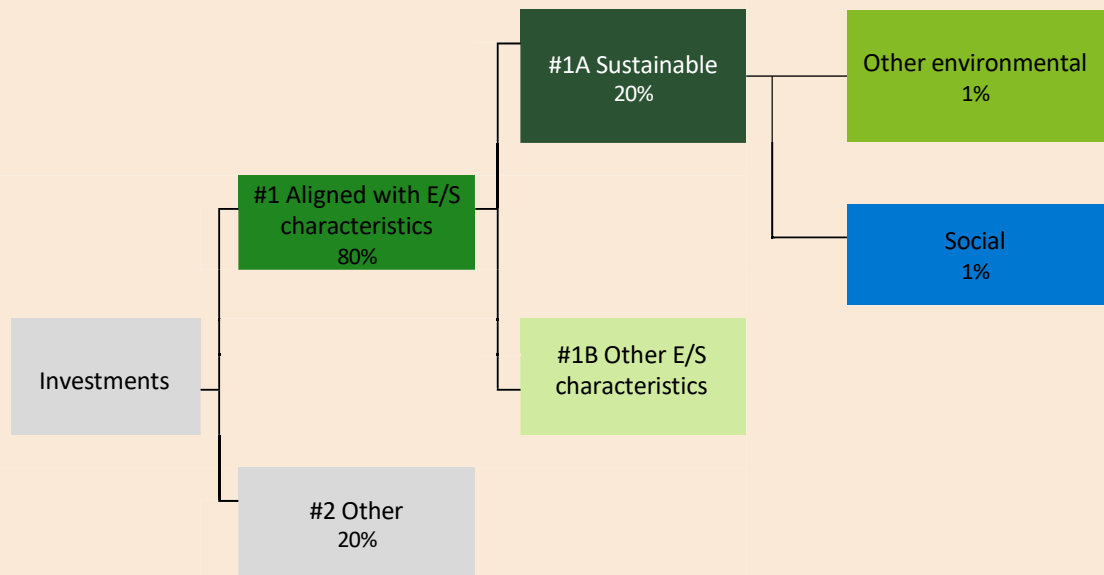 #1A Sustainable
20%
Other environmental
1%
#1 Aligned with E/S
characteristics
80%
Social
1%
Investments
#1B Other E/S
characteristics
#2 Other
20%